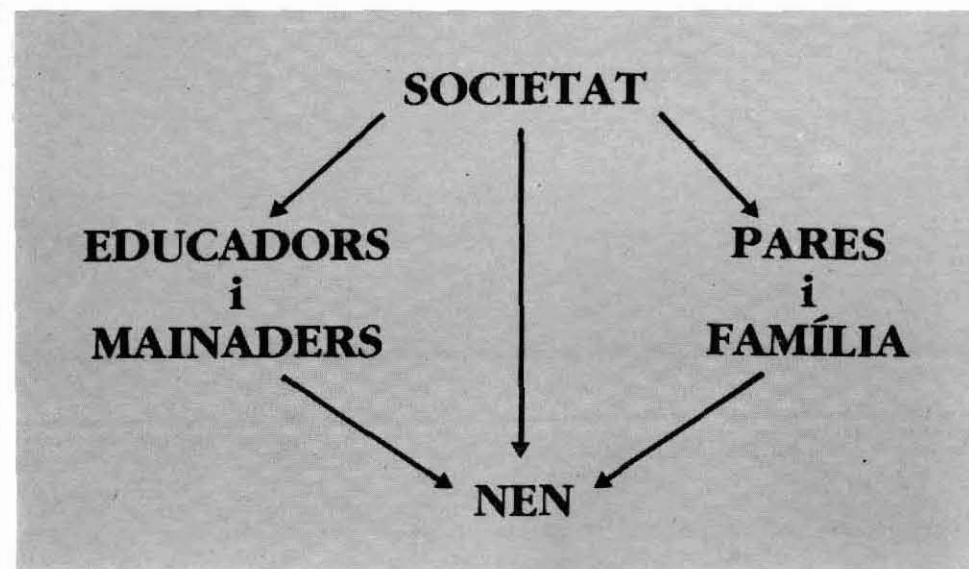 SOCIETAT
EDUCADORS
i
MAINADERS
PARES
i
FAMÍLIA
NEN